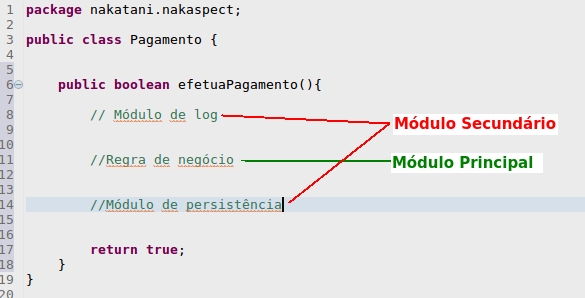 1 package nakatani.nakaspect;
2
3 public class Pagamento {
4
5
6 public boolean efetuaPagamento(){
7
8 // Módulo de log
9 Módulo Secundário
10
11 //Regra de negócio Módulo Principal
12
13
14 //Módulo de persistência
15
16
17 return true;
18 }
19 }
20